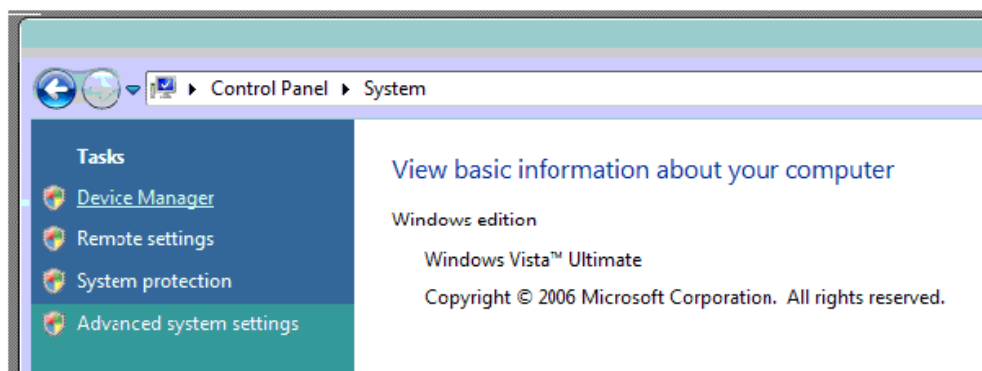 Control Panel System
Tasks
Device Manager
Remote settings
System protection
Advanced system settings
View basic information about your computer
Windows edition
Windows Vista™ Ultimate
Copyright © 2006 Microsoft Corporation. All rights reserved.